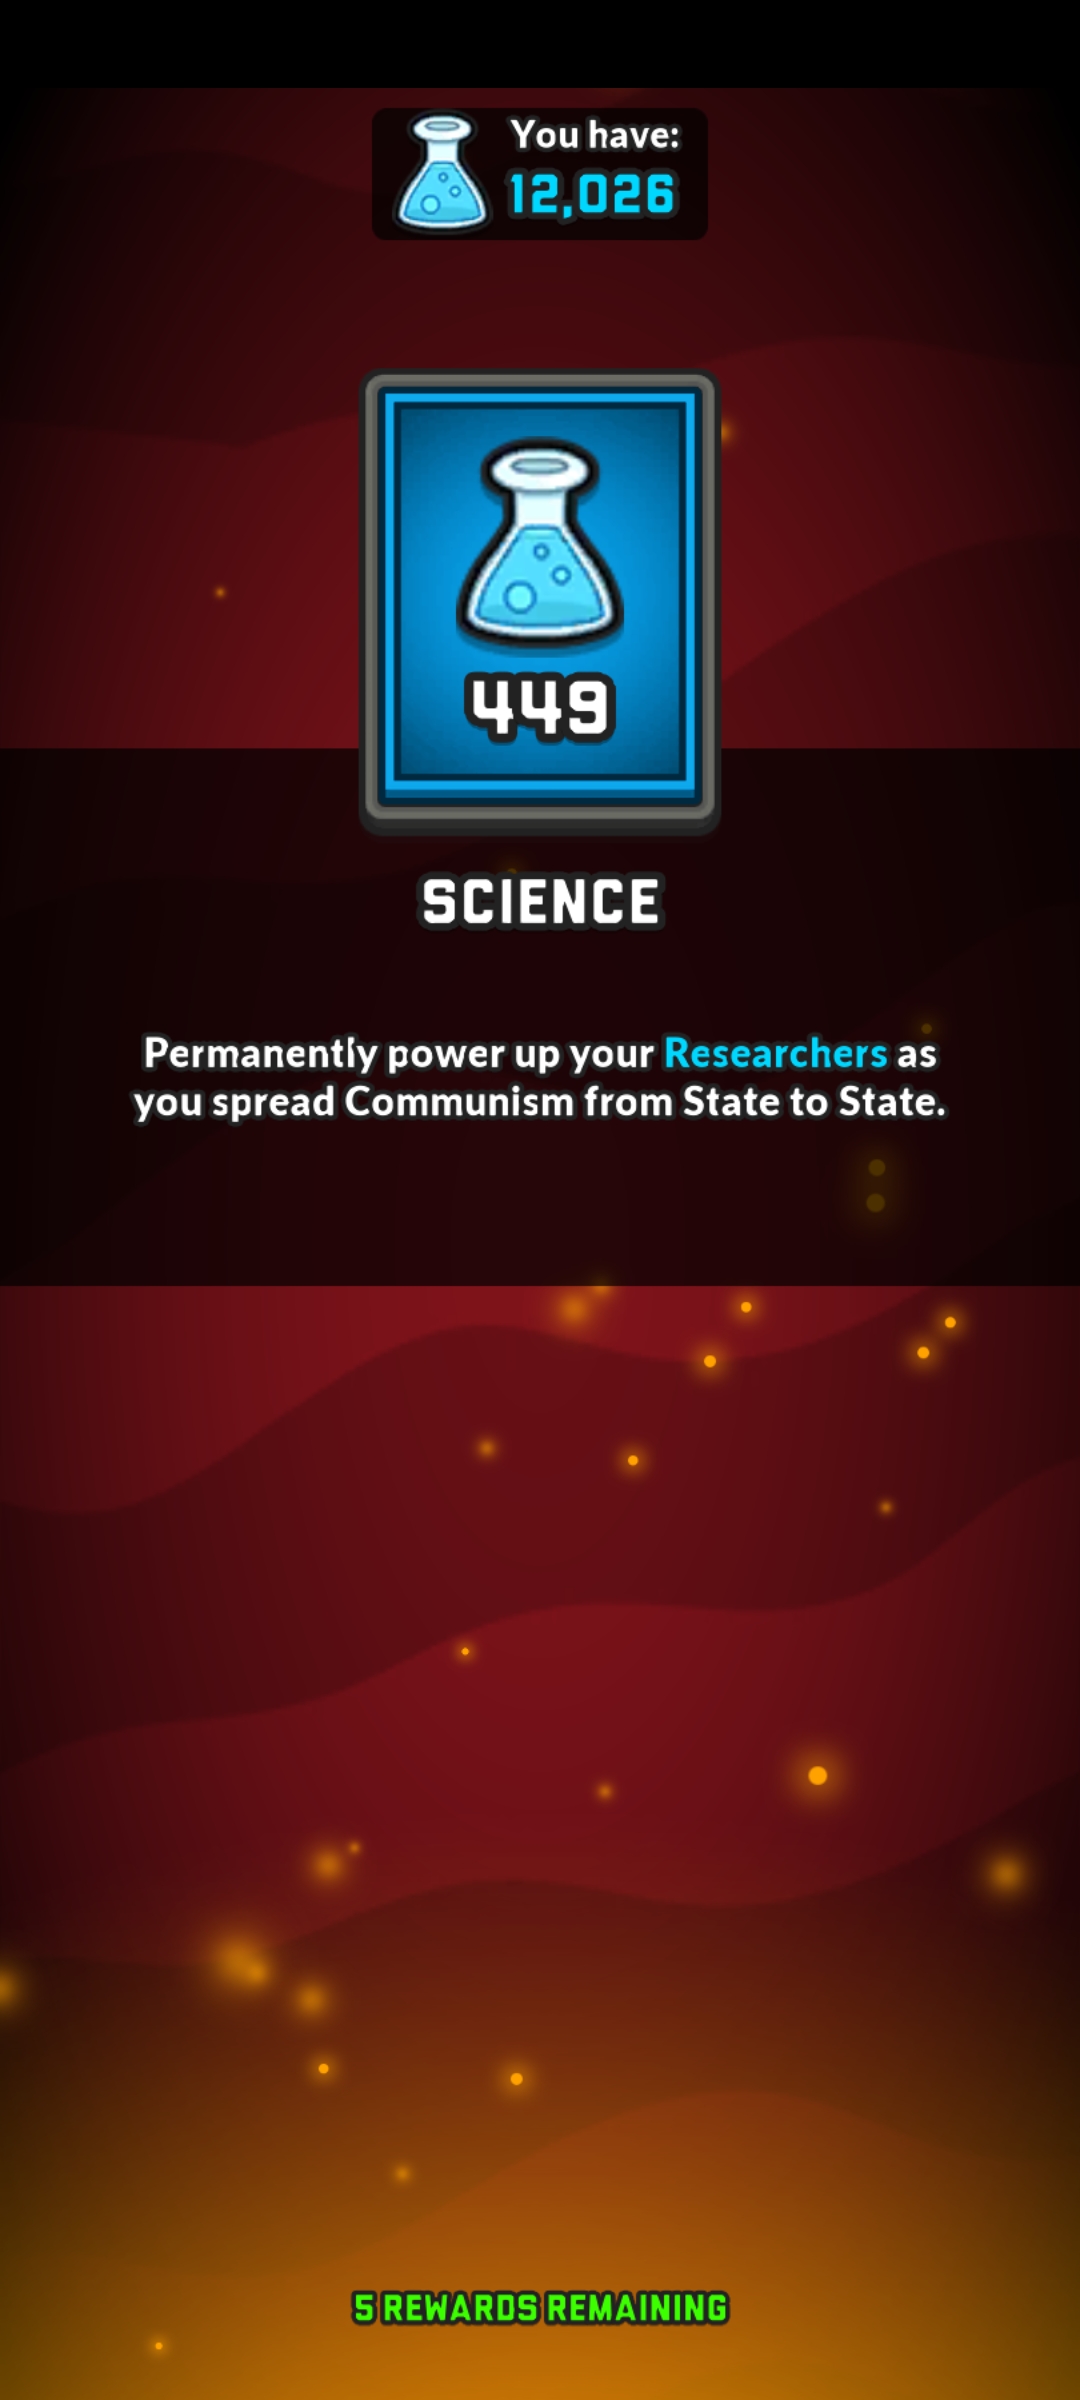 You have:
12,026
449
SCIENCE
Permanently power up your Researchers as
you spread Communism from State to State.
5 REWARDS REMAINING